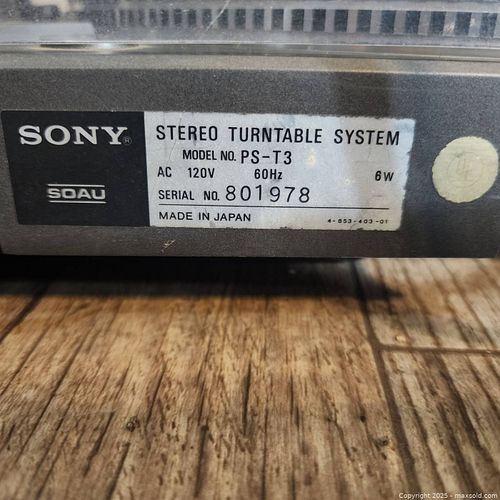 SONY®
SOAU
STEREO TURNTABLE SYSTEM
MODEL NO. PS-T3
AC 120V 60Hz 6W
SERIAL NO. 801978
MADE IN JAPAN 4-853-403-01
Copyright © 2025 - maxsold.com